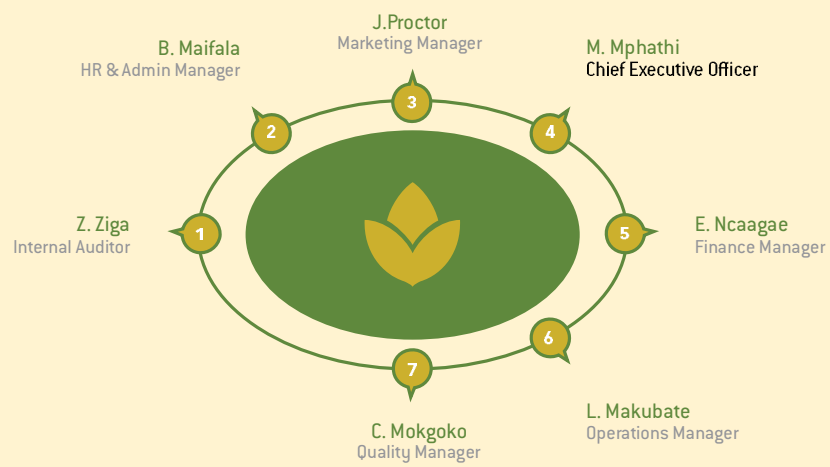 J.Proctor
Marketing Manager
B. Maifala
HR & Admin Manager
M. Mphathi
Chief Executive Officer
3
2
4
Z. Ziga
Internal Auditor
1
5
E. Ncaagae
Finance Manager
6
7
L. Makubate
Operations Manager
C. Mokgoko
Quality Manager